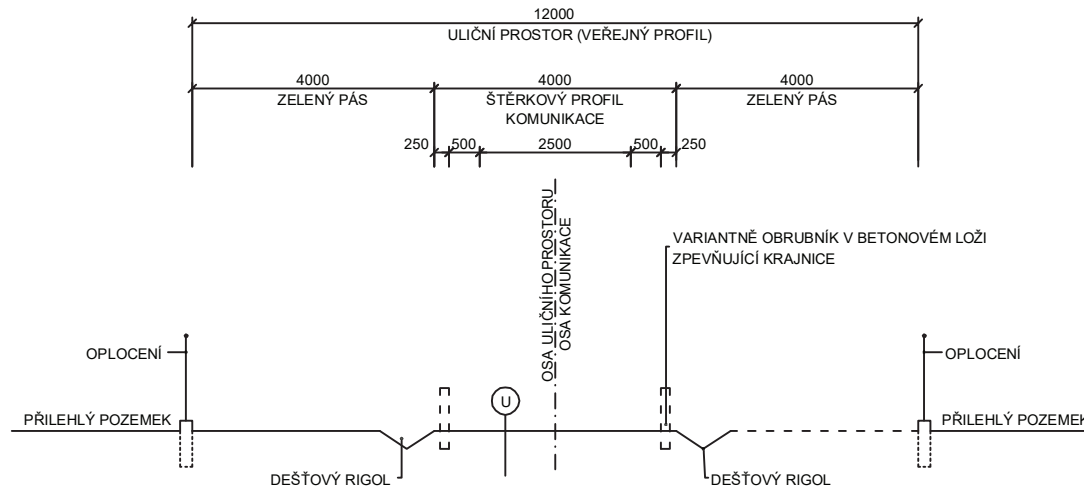 12000
ULIČNÍ PROSTOR (VEŘEJNÝ PROFIL)
4000
4000
4000
ZELENÝ PÁS
ŠTĚRKOVÝ PROFIL
KOMUNIKACE
ZELENÝ PÁS
250
500
2500
500
250
OSA ULIČNÍHO PROSTORU
OSA KOMUNIKACE
VARIANTNĚ OBRUBNÍK V BETONOVÉM LOŽI
ZPEVŇUJÍCÍ KRAJNICE
OPLOCENÍ
OPLOCENÍ
U
PŘILEHLÝ POZEMEK
PŘILEHLÝ POZEMEK
DEŠŤOVÝ RIGOL
DEŠŤOVÝ RIGOL